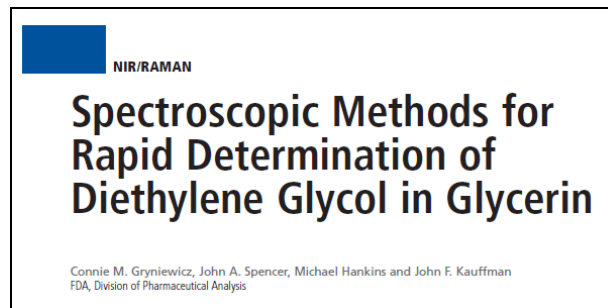 NIR/RAMAN
Spectroscopic Methods for
Rapid Determination of
Diethylene Glycol in Glycerin
Connie M. Gryniewicz, John A. Spencer, Michael Hankins and John F. Kauffman
FDA, Division of Pharmaceutical Analysis